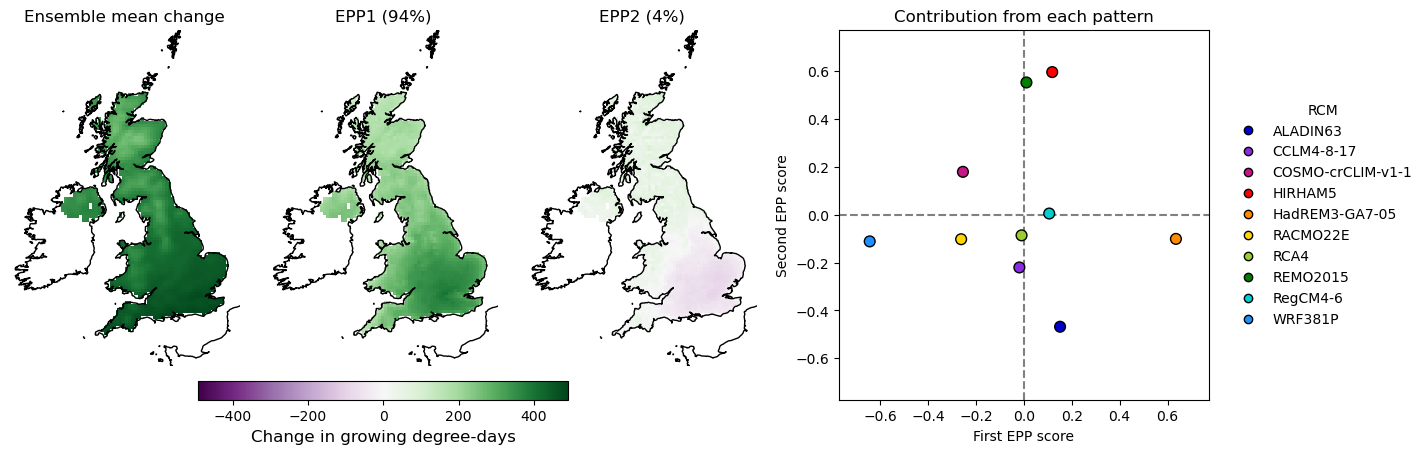 Ensemble mean change
EPP1 (94%)
EPP2 (4%)
Contribution from each pattern
−400
−200
0
200
400
Change in growing degree-days
Second EPP score
0.6
0.4
0.2
0.0
−0.2
−0.4
−0.6
−0.6
−0.4
−0.2
0.0
0.2
0.4
0.6
First EPP score
RCM
ALADIN63
CCLM4-8-17
COSMO-crCLIM-v1-1
HIRHAM5
HadREM3-GA7-05
RACMO22E
RCA4
REMO2015
RegCM4-6
WRF381P